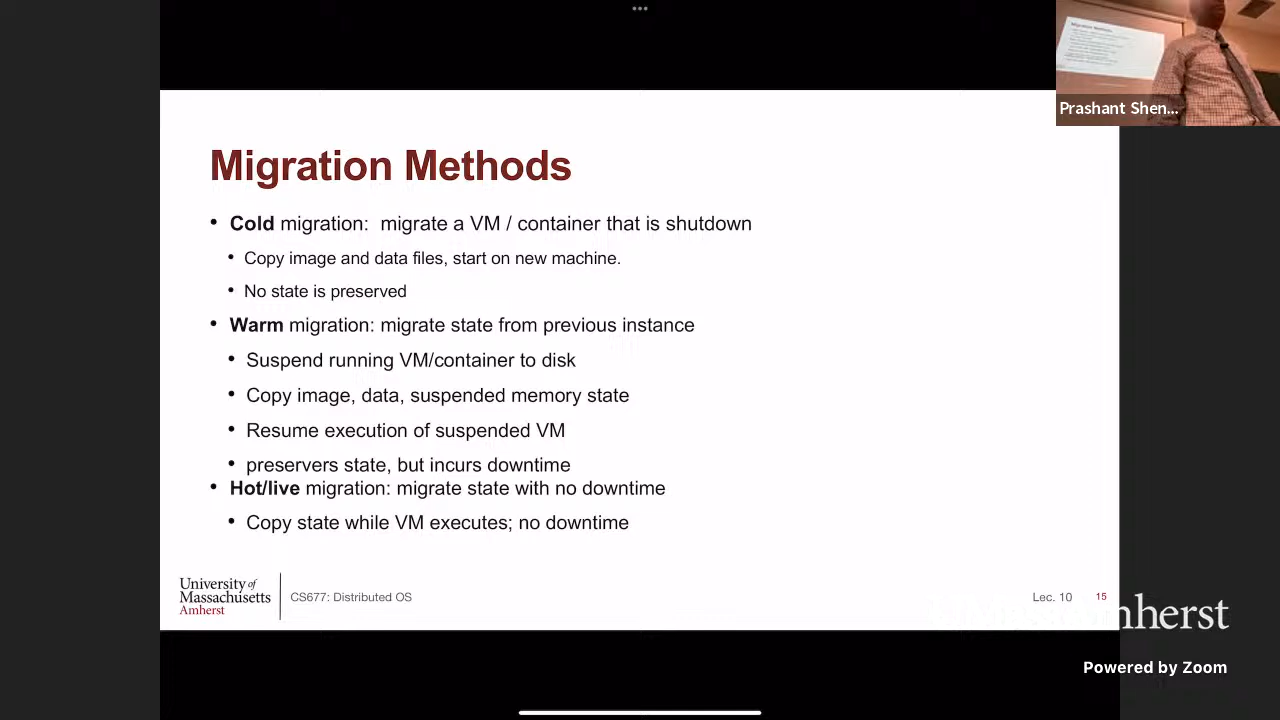 Migration Methods
Prashant Shen...
Migration Methods
• Cold migration:  migrate a VM / container that is shutdown
• Copy image and data files, start on new machine.
• No state is preserved
• Warm migration: migrate state from previous instance
• Suspend running VM/container to disk
• Copy image, data, suspended memory state
• Resume execution of suspended VM
• preservers state, but incurs downtime
• Hot/live migration: migrate state with no downtime
• Copy state while VM executes; no downtime
University of
Massachusetts
Amherst
CS677: Distributed OS
Lec. 10
15
Amherst
Powered by Zoom